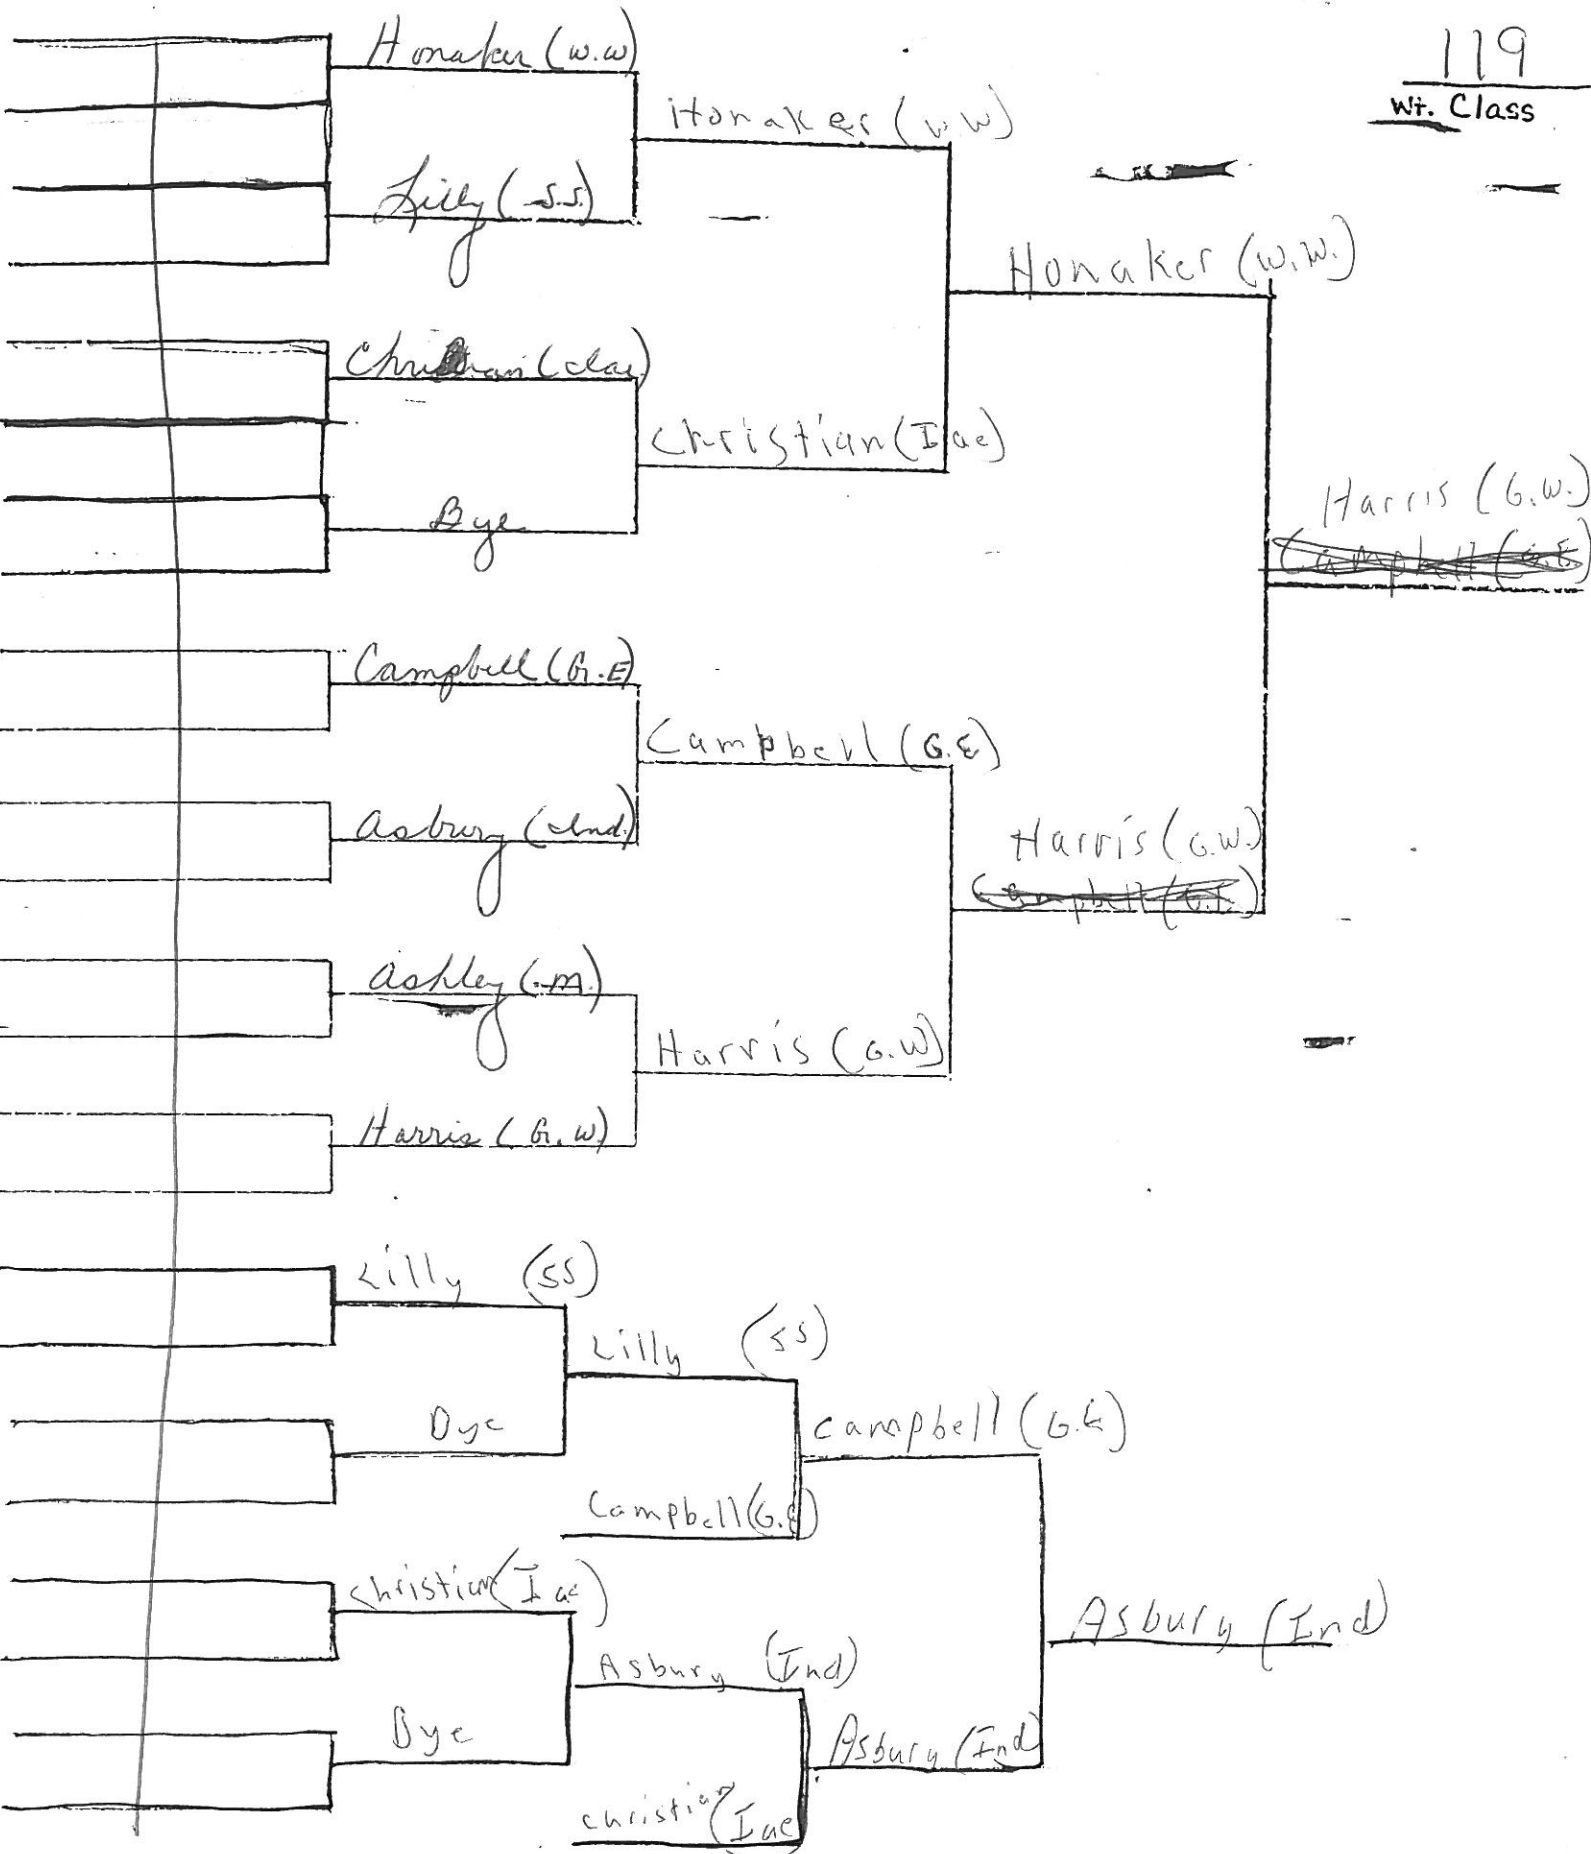 Honaker (w.w)
119
Wt. Class
Honaker (w.w)
Lilly (S.S.)
Honaker (W.W.)
Christian (Iae)
Christian (Iae)
Bye
Harris (G.W.)
Campbell (G.E)
Campbell (G.E)
Campbell (G.E)
Asbury (Ind.)
Harris (G.W.)
Campbell (G.E)
Ashley (M.)
Harris (G.W)
Harris (G.W)
Lilly (SS)
Lilly (SS)
Bye
Campbell (G.E)
Campbell (G.E)
Christian (Iae)
Asbury (Ind)
Asbury (Ind)
Bye
Asbury (Ind
Christian (Iae